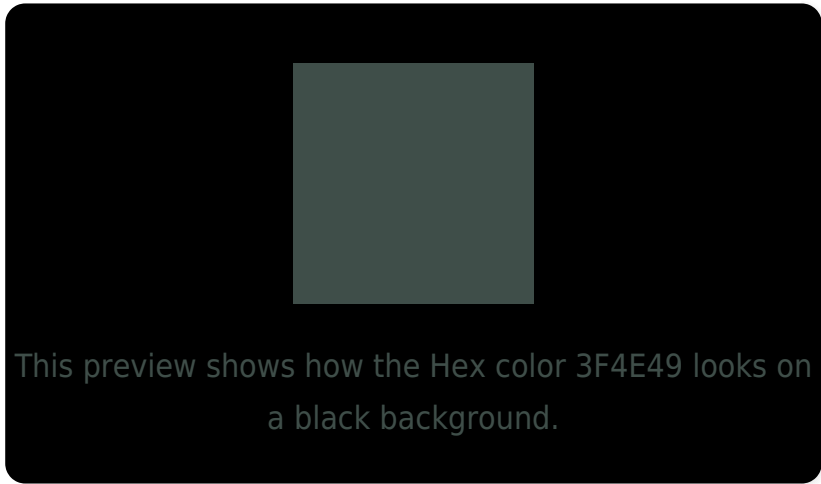 This preview shows how the Hex color 3F4E49 looks on
a black background.